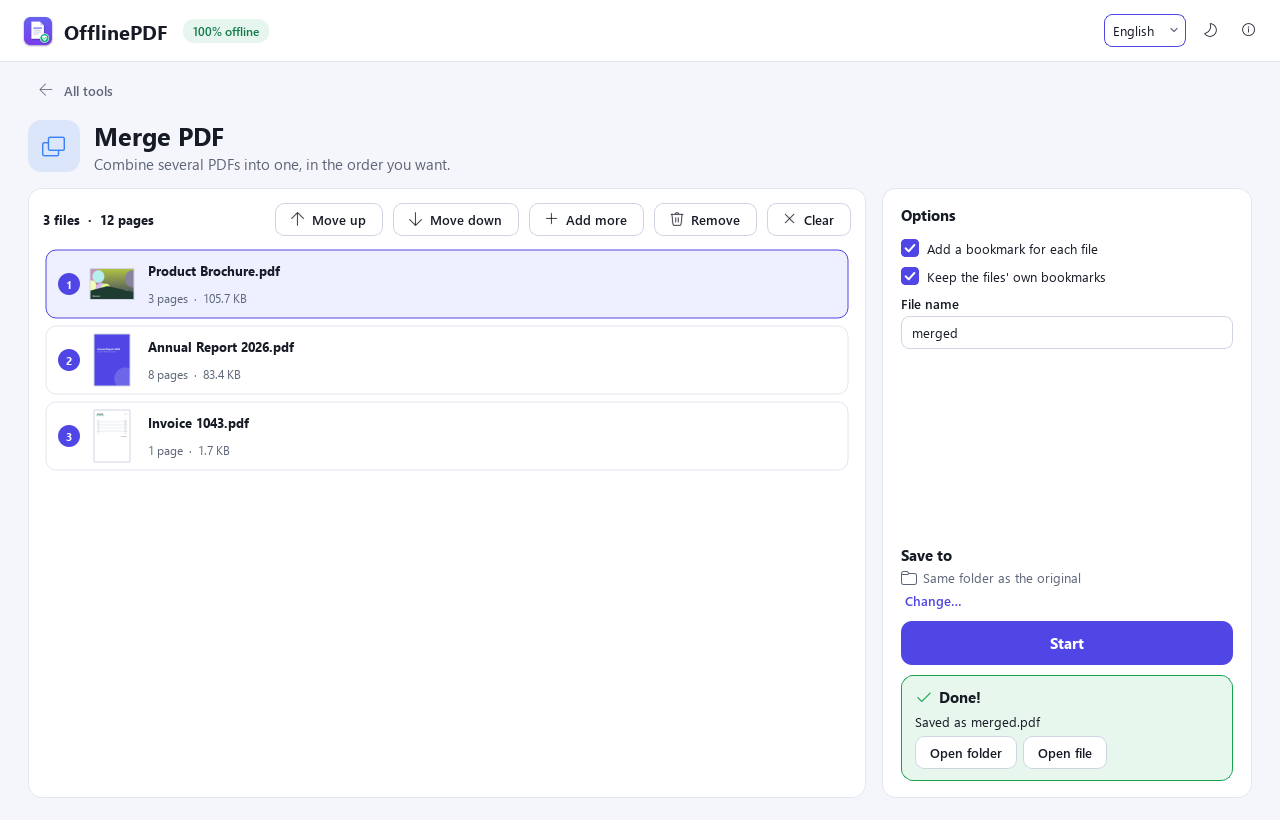 OfflinePDF
100% offline
English
All tools
Merge PDF
Combine several PDFs into one, in the order you want.
3 files · 12 pages
Move up
Move down
Add more
Remove
Clear
1
Product Brochure.pdf
3 pages · 105.7 KB
2
Annual Report 2026.pdf
8 pages · 83.4 KB
3
Invoice 1043.pdf
1 page · 1.7 KB
Options
Add a bookmark for each file
Keep the files' own bookmarks
File name
merged
Save to
Same folder as the original
Change...
Start
Done!
Saved as merged.pdf
Open folder
Open file